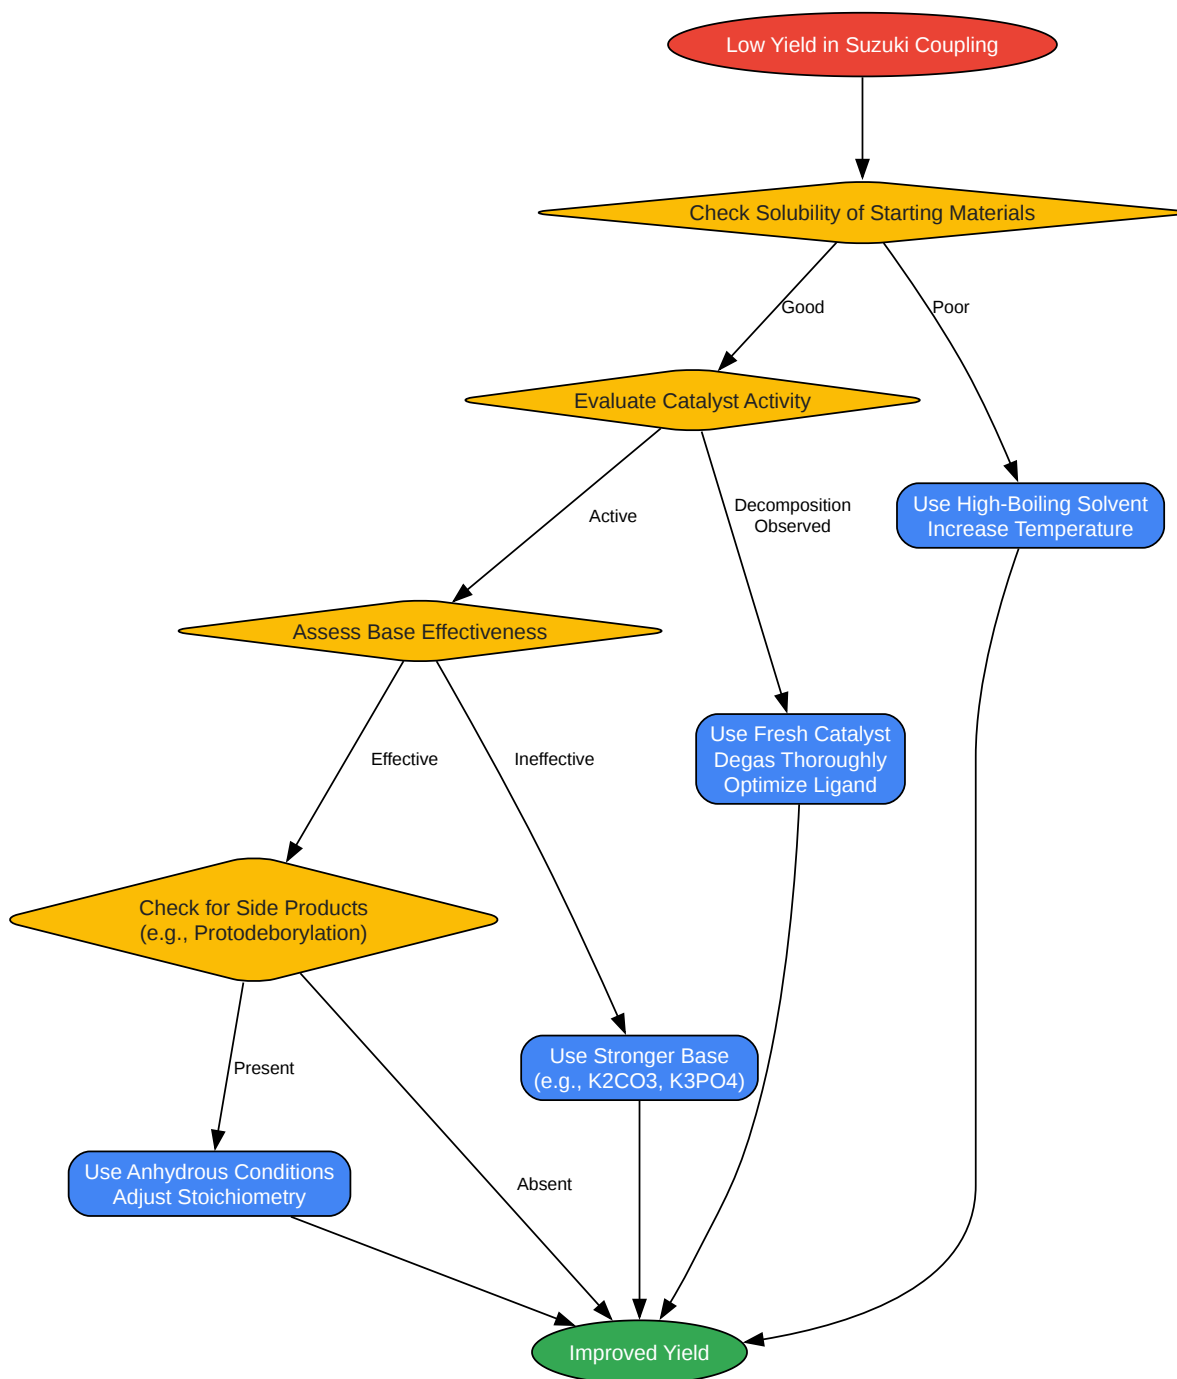 Low Yield in Suzuki Coupling
Check Solubility of Starting Materials
Good
Poor
Evaluate Catalyst Activity
Use High-Boiling Solvent
Increase Temperature
Active
Decomposition
Observed
Assess Base Effectiveness
Use Fresh Catalyst
Degas Thoroughly
Optimize Ligand
Effective
Ineffective
Check for Side Products
(e.g., Protodeborylation)
Use Stronger Base
(e.g., K2CO3, K3PO4)
Present
Use Anhydrous Conditions
Adjust Stoichiometry
Absent
Improved Yield